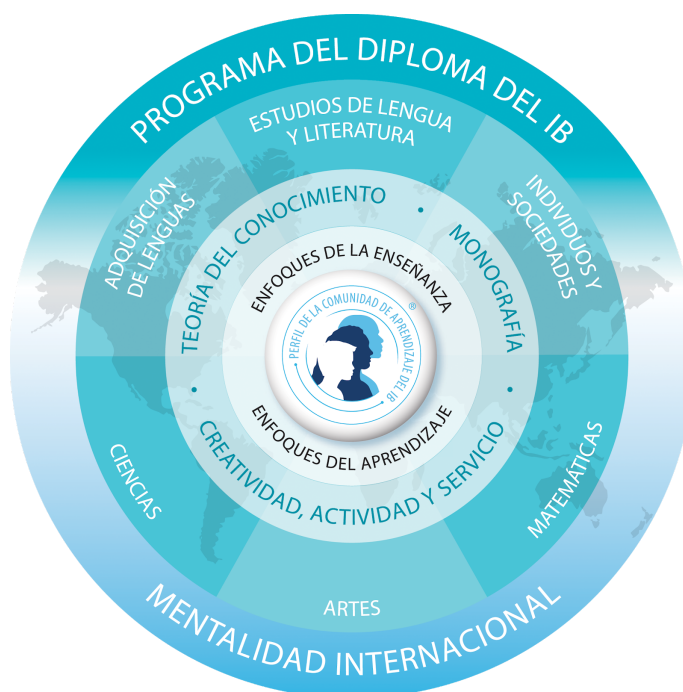 PROGRAMA DEL DIPLOMA DEL IB
ESTUDIOS DE LENGUA
Y LITERATURA
ADQUISICIÓN
DE LENGUAS
INDIVIDUOS Y
SOCIEDADES
TEORÍA DEL CONOCIMIENTO
•
MONOGRAFÍA
•
ENFOQUES DE LA ENSEÑANZA
PERFIL DE LA COMUNIDAD DE APRENDIZAJE DEL IB
®
ENFOQUES DEL APRENDIZAJE
•
CREATIVIDAD, ACTIVIDAD Y SERVICIO
CIENCIAS
MATEMÁTICAS
ARTES
MENTALIDAD INTERNACIONAL